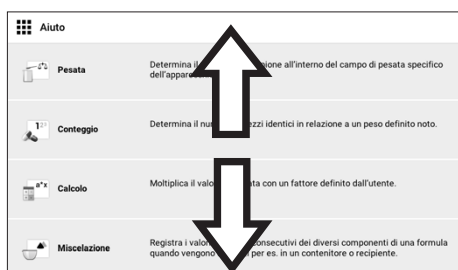 Aiuto
Pesata
Determina il ione all'interno del campo di pesata specifico
dell'appar
Conteggio
Determina il nu ezzi identici in relazione a un peso definito noto.
Calcolo
Moltiplica il valo ata con un fattore definito dall'utente.
Miscelazione
Registra i valor consecutivi dei diversi componenti di una formula
quando vengono per es. in un contenitore o recipiente.